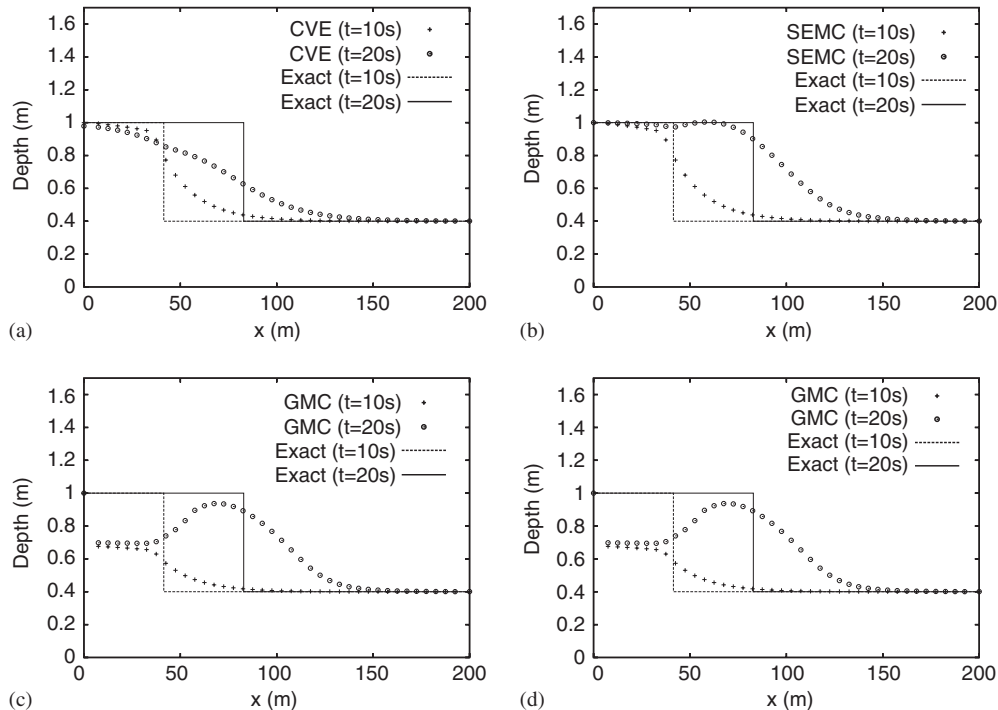 1.6
1.4
1.2
1
0.8
0.6
0.4
0.2
0
Depth (m)
CVE (t=10s)
CVE (t=20s)
Exact (t=10s)
Exact (t=20s)
0 50 100 150 200
x (m)
(a)
1.6
1.4
1.2
1
0.8
0.6
0.4
0.2
0
Depth (m)
SEMC (t=10s)
SEMC (t=20s)
Exact (t=10s)
Exact (t=20s)
0 50 100 150 200
x (m)
(b)
1.6
1.4
1.2
1
0.8
0.6
0.4
0.2
0
Depth (m)
GMC (t=10s)
GMC (t=20s)
Exact (t=10s)
Exact (t=20s)
0 50 100 150 200
x (m)
(c)
1.6
1.4
1.2
1
0.8
0.6
0.4
0.2
0
Depth (m)
GMC (t=10s)
GMC (t=20s)
Exact (t=10s)
Exact (t=20s)
0 50 100 150 200
x (m)
(d)